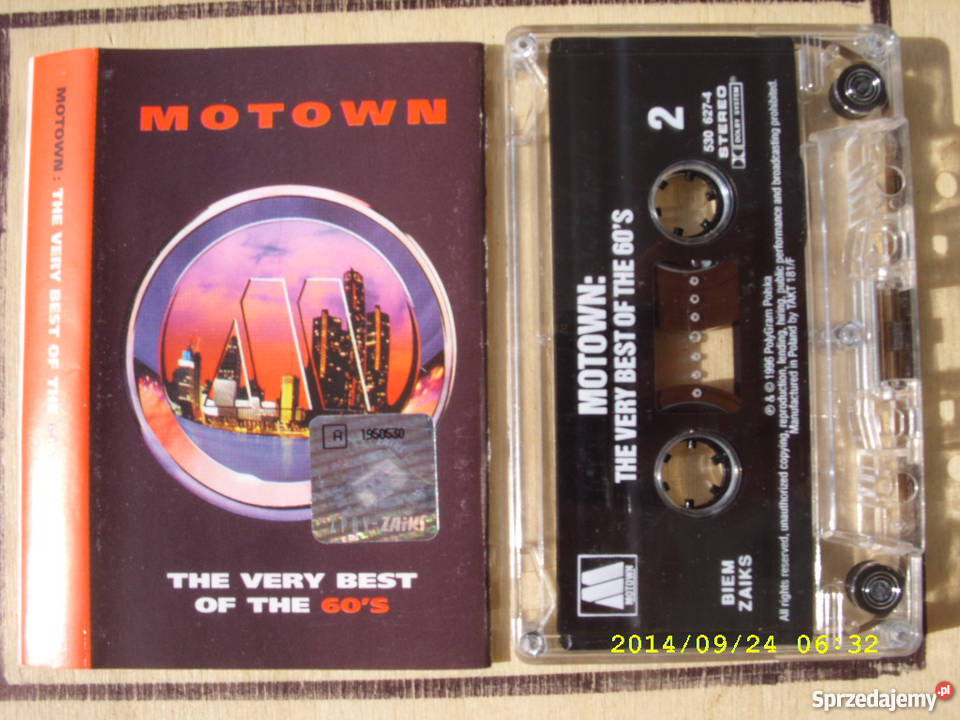 MOTOWN : THE VERY BEST OF THE
MOTOWN
A 1950530
ZAiKS
THE VERY BEST
OF THE 60'S
2
530 627-4
STEREO
DOLBY SYSTEM
MOTOWN:
THE VERY BEST OF THE 60'S
℗ & © 1996 PolyGram Polska
All rights reserved, unauthorized copying, reproduction, lending, hiring, public performance and broadcasting prohibited.
Manufactured in Poland by TAKT 181/F
MOTOWN
BIEM
ZAIKS
2014/09/24 06:32
Sprzedajemy.pl